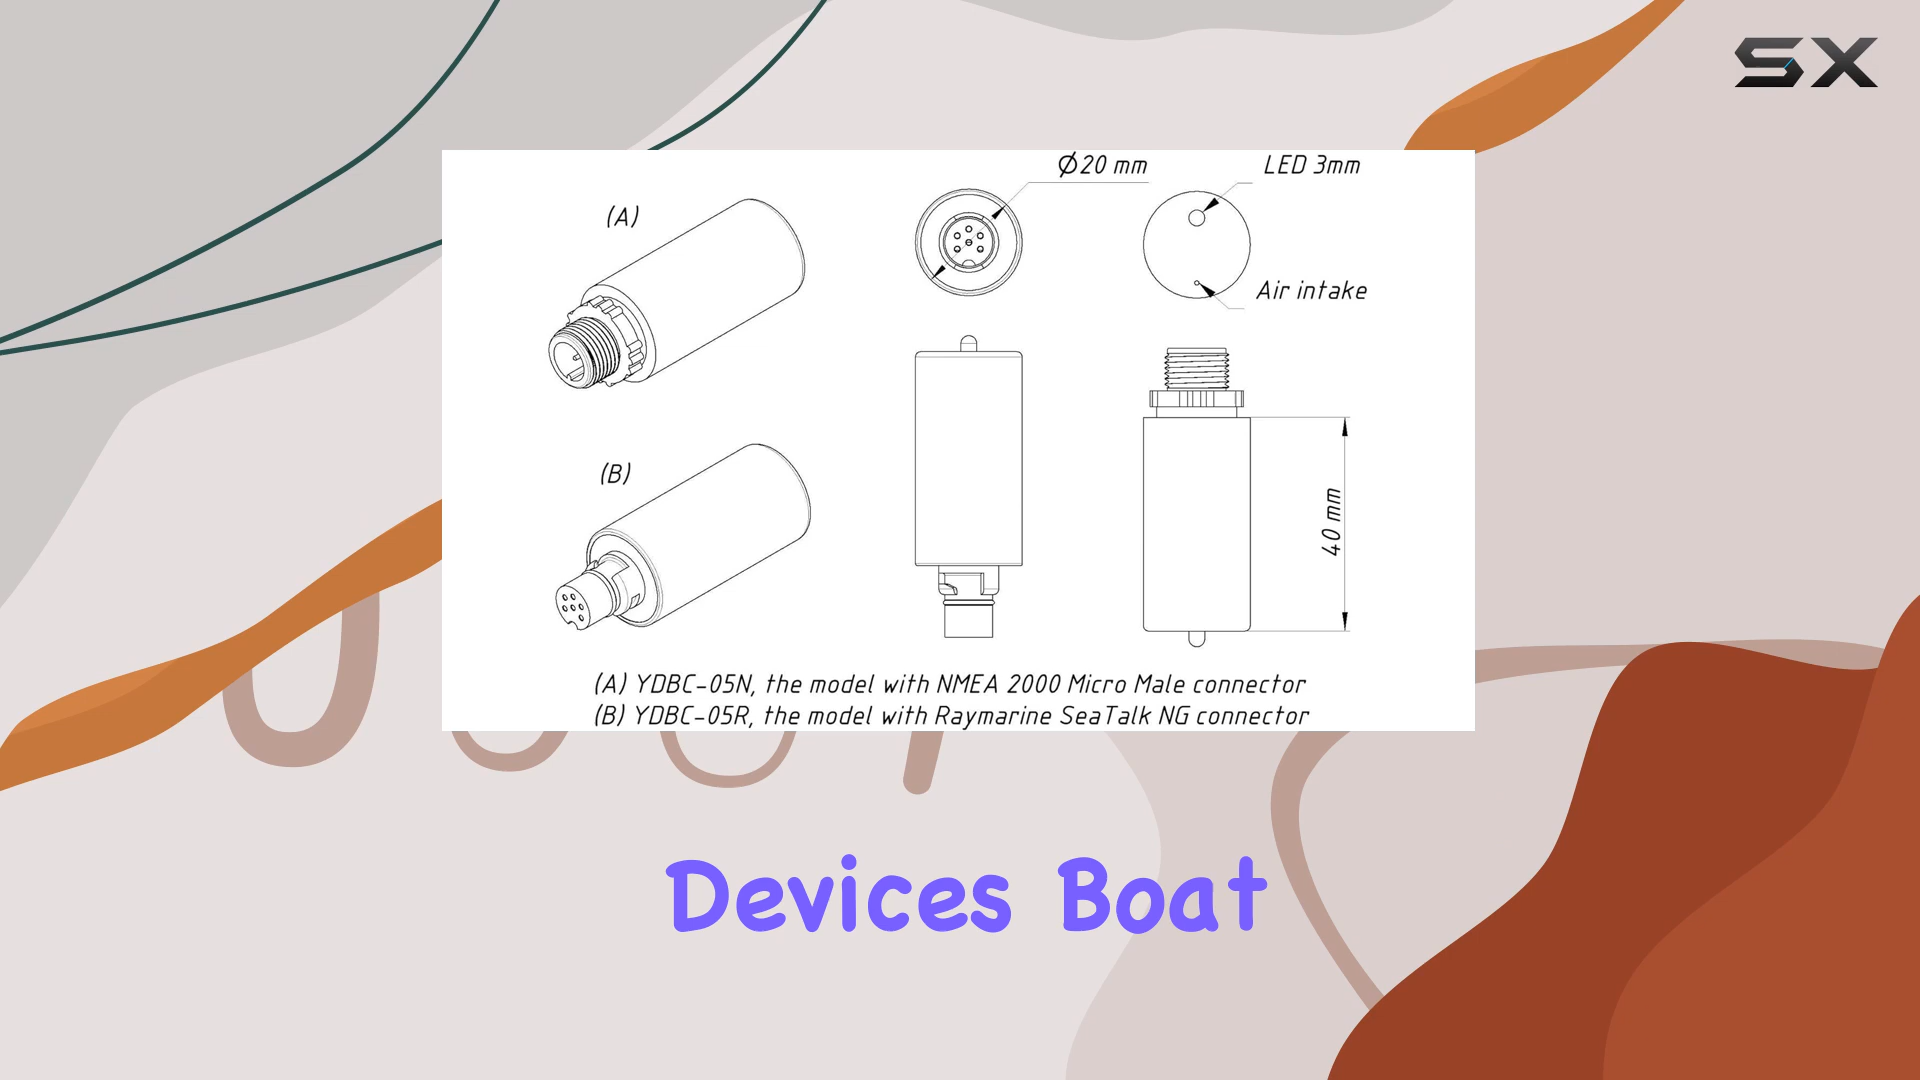 SX
Ø20 mm
LED 3mm
(A)
Air intake
(B)
40 mm
(A) YDBC-05N, the model with NMEA 2000 Micro Male connector
(B) YDBC-05R, the model with Raymarine SeaTalk NG connector
Devices Boat